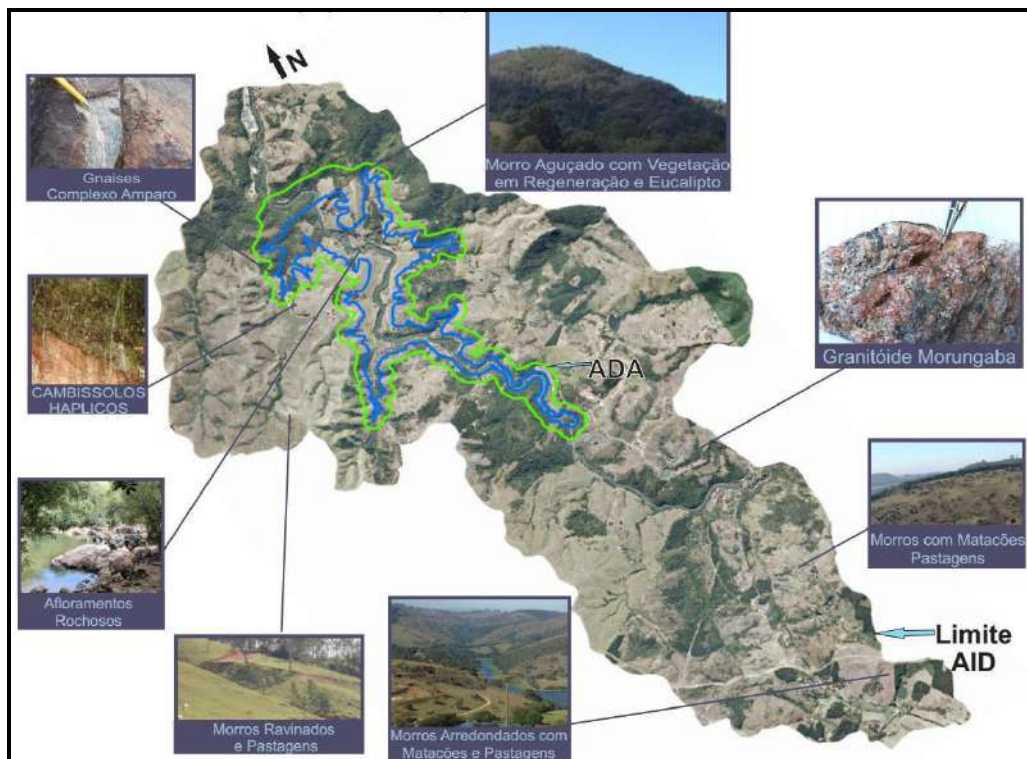 N
Gnaises
Complexo Amparo
Morro Aguçado com Vegetação
em Regeneração e Eucalipto
Granitóide Morungaba
CAMBISSOLOS
HAPLICOS
ADA
Morros com Matacões
Pastagens
Afloramentos
Rochosos
Limite
AID
Morros Ravinados
e Pastagens
Morros Arredondados com
Matacões e Pastagens